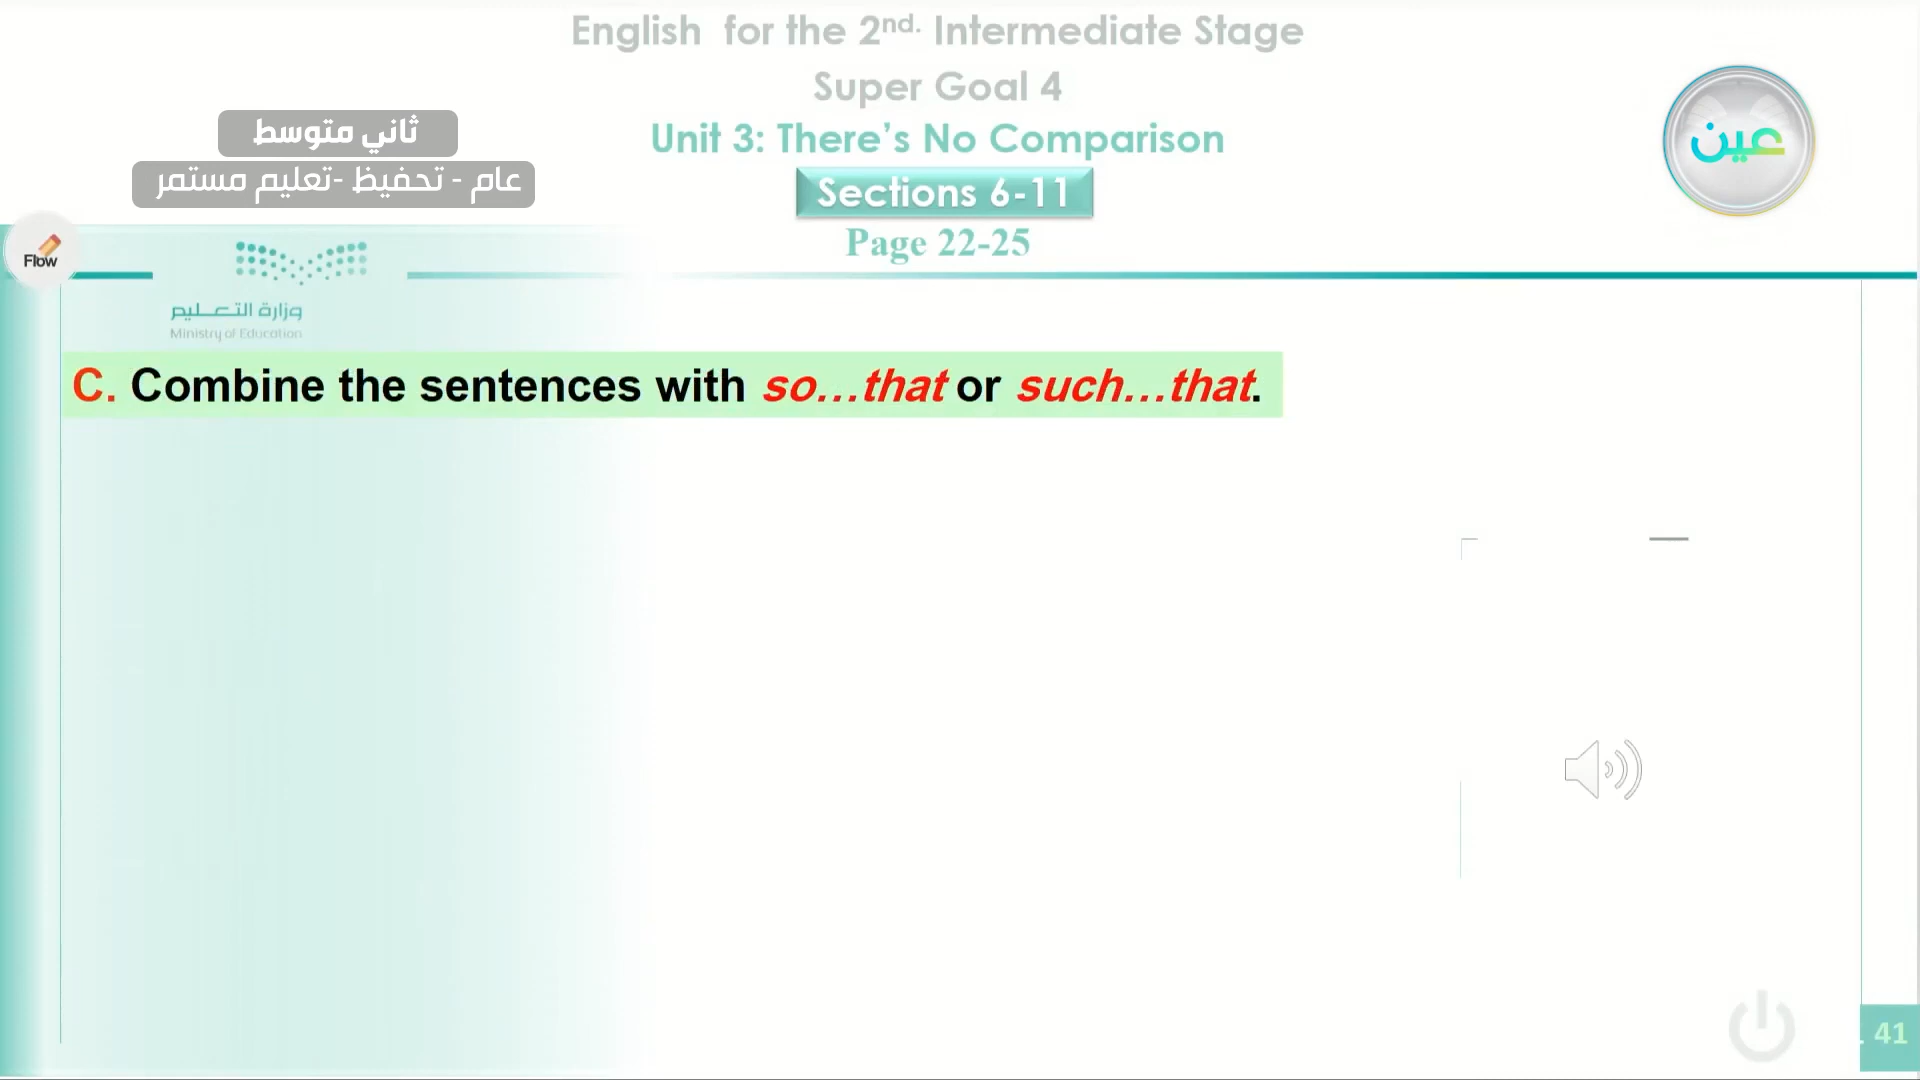 English for the 2nd. Intermediate Stage
Super Goal 4
Unit 3: There's No Comparison
Sections 6-11
Page 22-25
ثاني متوسط
عام - تحفيظ -تعليم مستمر
عين
Flow
وزارة التعليم
Ministry of Education
C. Combine the sentences with so...that or such...that.
41